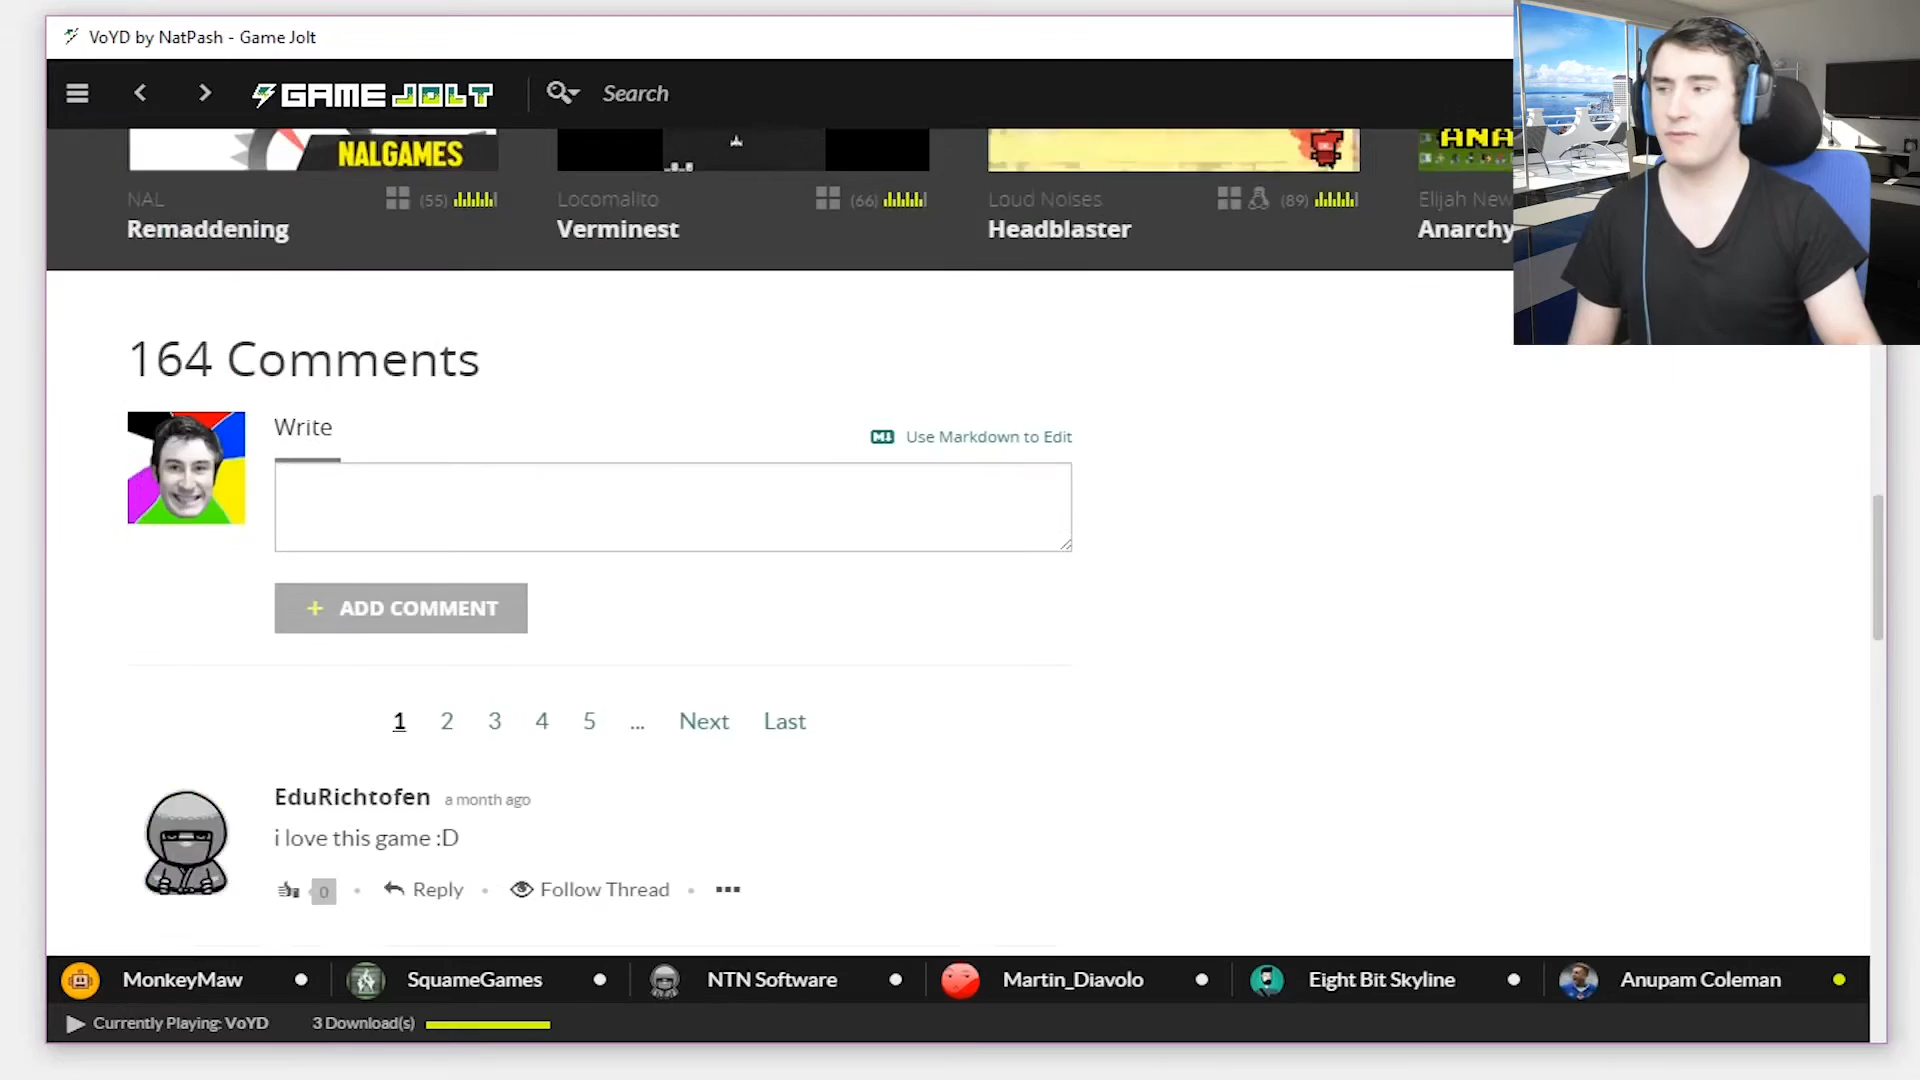 VoYD by NatPash - Game Jolt
GAME JOLT
Search
NALGAMES
ANA
NAL
(55)
Locomalito
(66)
Loud Noises
(89)
Elijah New
Remaddening
Verminest
Headblaster
Anarchy
164 Comments
Write
M↓ Use Markdown to Edit
+ ADD COMMENT
1 2 3 4 5 ... Next Last
EduRichtofen a month ago
i love this game :D
0 • Reply • Follow Thread •
MonkeyMaw
SquameGames
NTN Software
Martin_Diavolo
Eight Bit Skyline
Anupam Coleman
Currently Playing: VoYD 3 Download(s)